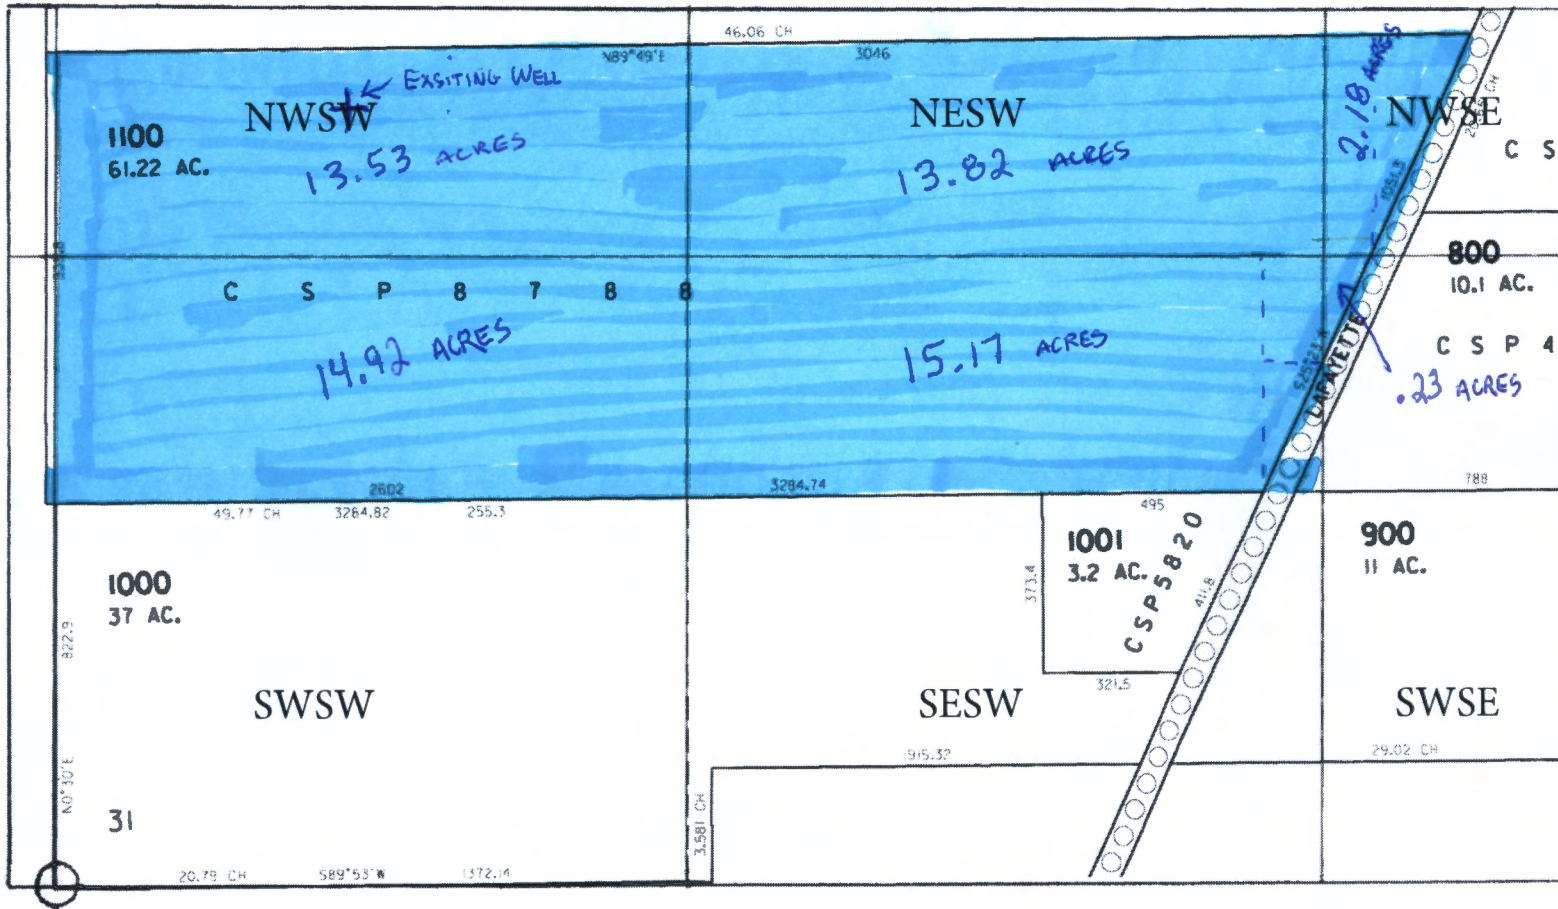 46.06 CH
N89°49'E
3046
EXSITING WELL
NWSW
NESW
NWSE
1100
61.22 AC.
13.53 ACRES
13.82 ACRES
2.18 ACRES
1051.3
C S
800
10.1 AC.
C S P 8 7 8 8
C S P 4
14.92 ACRES
15.17 ACRES
LAFAYETTE
.23 ACRES
2602
3284.74
788
49.77 CH
3284.82
255.3
495
1001
3.2 AC.
CSP5820
900
11 AC.
1000
37 AC.
373.4
411.8
822.9
321.5
SWSW
SESW
SWSE
915.32
29.02 CH
N0°30'E
31
3.581 CH
20.79 CH
S89°53'W
1372.14